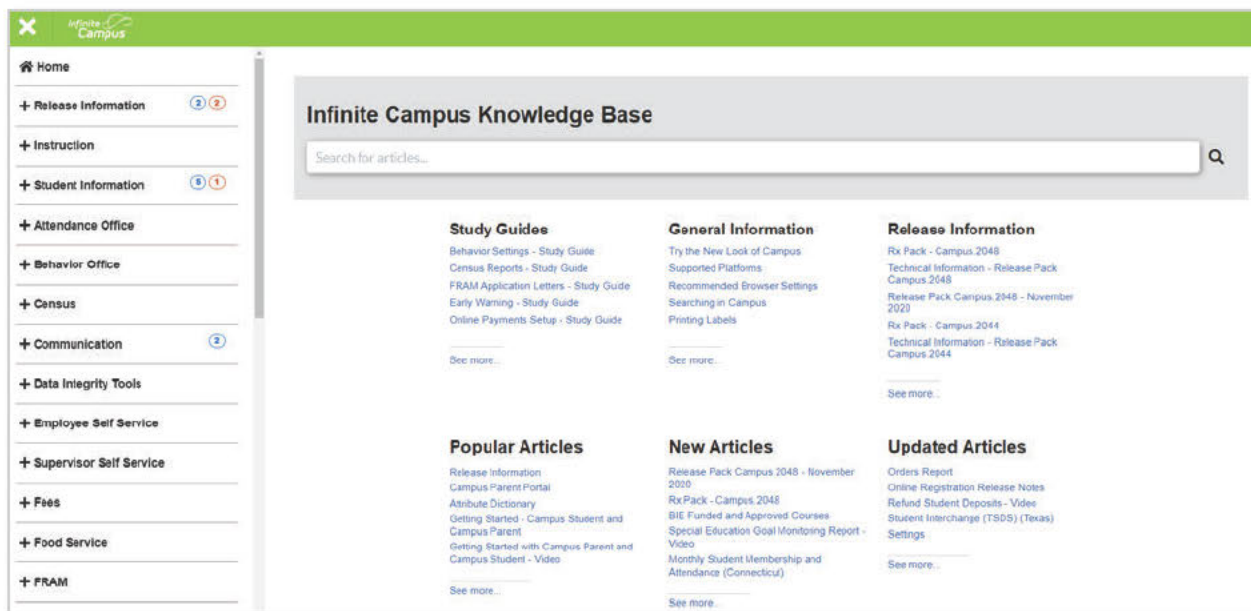 Infinite Campus
Home
Release Information 2 2
Instruction
Student Information 5 1
Attendance Office
Behavior Office
Census
Communication 2
Data Integrity Tools
Employee Self Service
Supervisor Self Service
Fees
Food Service
FRAM
Infinite Campus Knowledge Base
Search for articles...
Study Guides
Behavior Settings - Study Guide
Census Reports - Study Guide
FRAM Application Letters - Study Guide
Early Warning - Study Guide
Online Payments Setup - Study Guide
See more...
General Information
Try the New Look of Campus
Supported Platforms
Recommended Browser Settings
Searching in Campus
Printing Labels
See more...
Release Information
Rx Pack - Campus.2048
Technical Information - Release Pack
Campus.2048
Release Pack Campus.2048 - November
2020
Rx Pack - Campus.2044
Technical Information - Release Pack
Campus.2044
See more...
Popular Articles
Release Information
Campus Parent Portal
Attribute Dictionary
Getting Started - Campus Student and
Campus Parent
Getting Started with Campus Parent and
Campus Student - Video
See more...
New Articles
Release Pack Campus 2048 - November
2020
Rx Pack - Campus.2048
BIE Funded and Approved Courses
Special Education Goal Monitoring Report -
Video
Monthly Student Membership and
Attendance (Connecticut)
See more...
Updated Articles
Orders Report
Online Registration Release Notes
Refund Student Deposits - Video
Student Interchange (TSDS) (Texas)
Settings
See more...